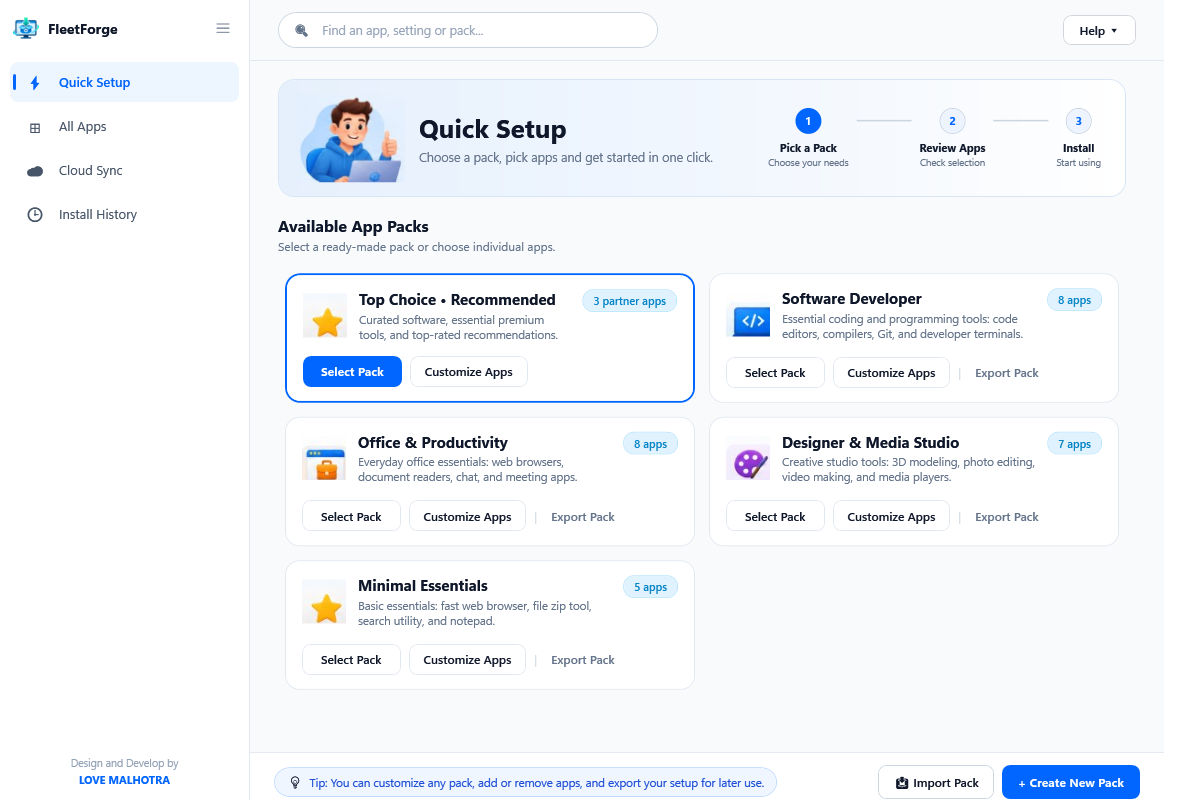 FleetForge
Quick Setup
All Apps
Cloud Sync
Install History
Design and Develop by
LOVE MALHOTRA
Find an app, setting or pack...
Help
Quick Setup
Choose a pack, pick apps and get started in one click.
1
Pick a Pack
Choose your needs
2
Review Apps
Check selection
3
Install
Start using
Available App Packs
Select a ready-made pack or choose individual apps.
Top Choice • Recommended
3 partner apps
Curated software, essential premium
tools, and top-rated recommendations.
Select Pack
Customize Apps
Software Developer
8 apps
Essential coding and programming tools: code
editors, compilers, Git, and developer terminals.
Select Pack
Customize Apps
| Export Pack
Office & Productivity
8 apps
Everyday office essentials: web browsers,
document readers, chat, and meeting apps.
Select Pack
Customize Apps
| Export Pack
Designer & Media Studio
7 apps
Creative studio tools: 3D modeling, photo editing,
video making, and media players.
Select Pack
Customize Apps
| Export Pack
Minimal Essentials
5 apps
Basic essentials: fast web browser, file zip tool,
search utility, and notepad.
Select Pack
Customize Apps
| Export Pack
Tip: You can customize any pack, add or remove apps, and export your setup for later use.
Import Pack
+ Create New Pack